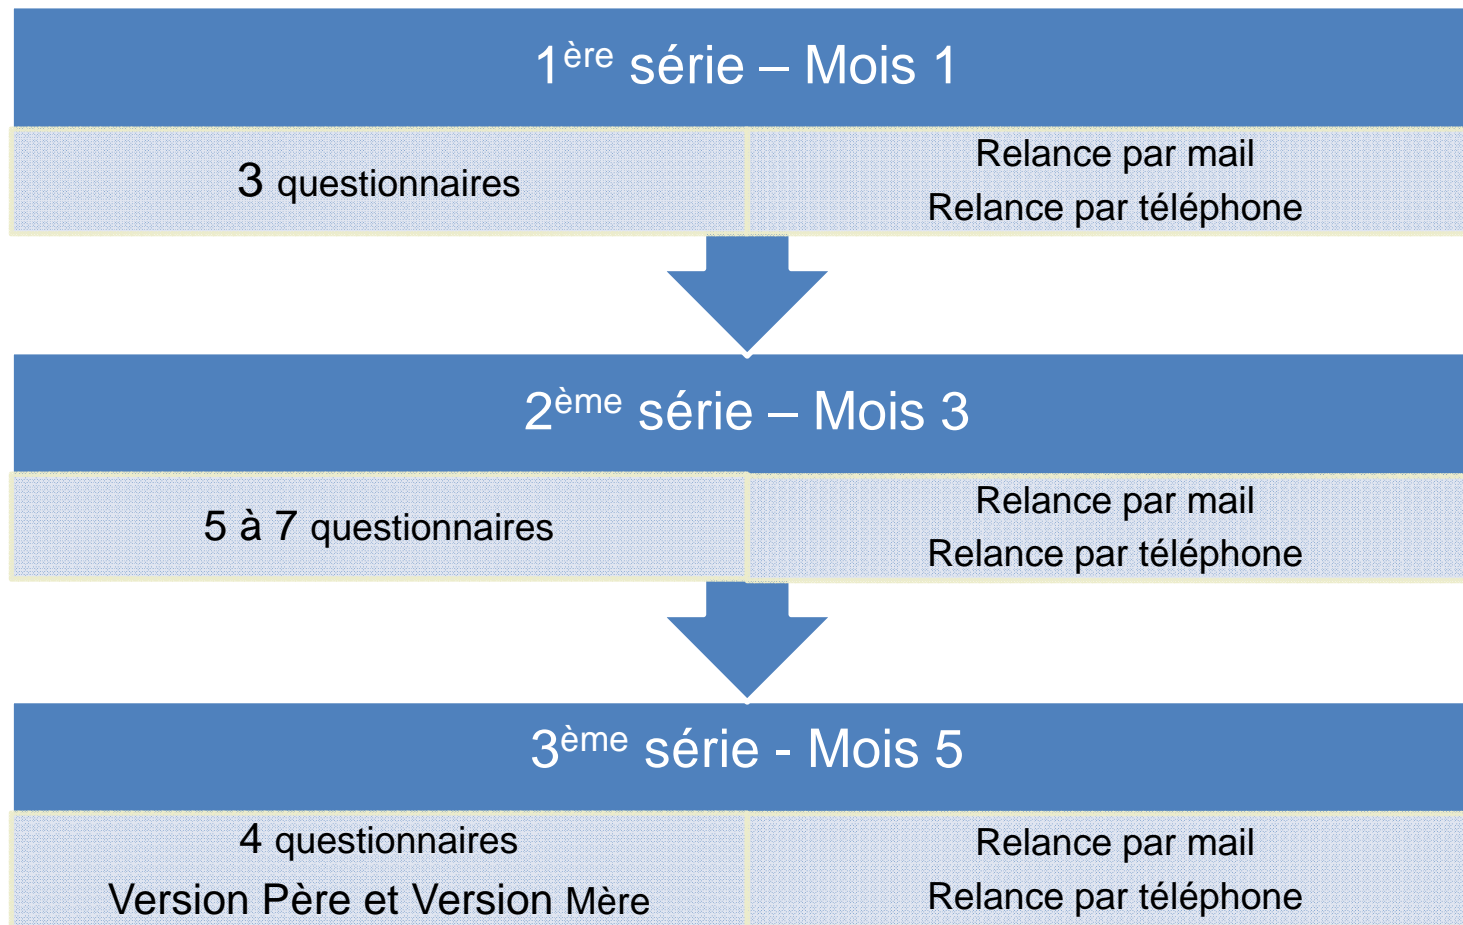 1ère série – Mois 1
3 questionnaires
Relance par mail
Relance par téléphone
2ème série – Mois 3
5 à 7 questionnaires
Relance par mail
Relance par téléphone
3ème série - Mois 5
4 questionnaires
Version Père et Version Mère
Relance par mail
Relance par téléphone